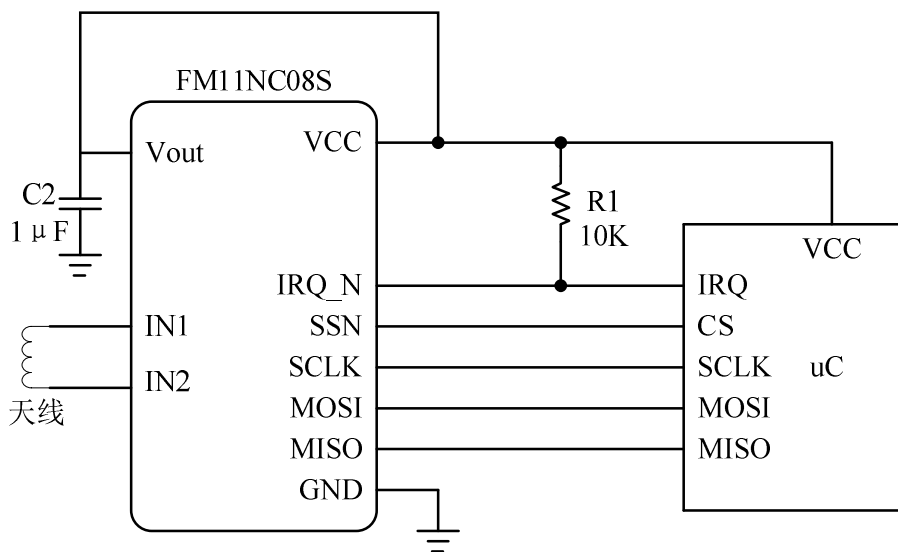 FM11NC08S
Vout
VCC
C2
1μF
R1
10K
VCC
IRQ_N
IRQ
IN1
SSN
CS
SCLK
SCLK
uC
IN2
天线
MOSI
MOSI
MISO
MISO
GND